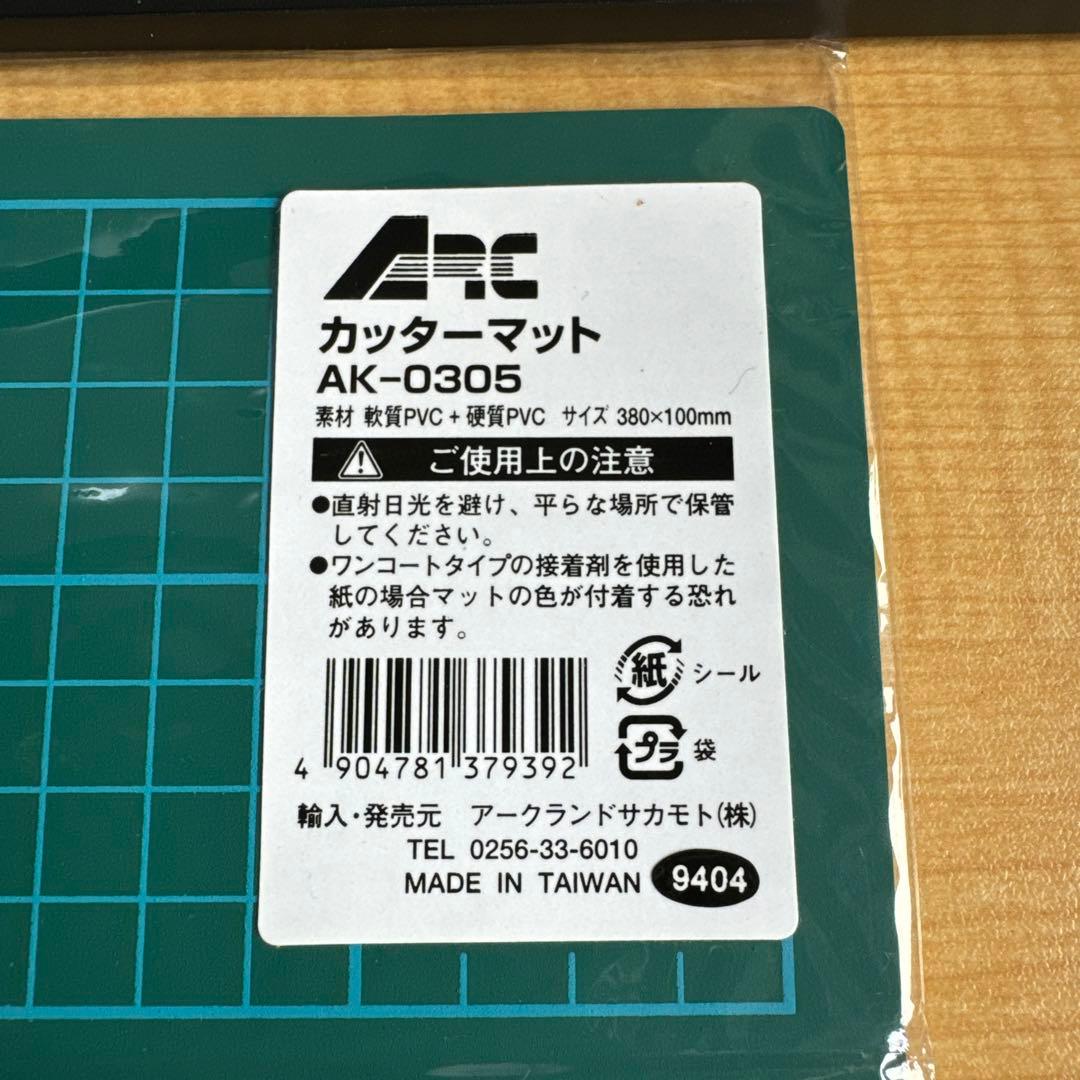 ARC
カッターマット
AK-0305
素材 軟質PVC + 硬質PVC サイズ 380×100mm
ご使用上の注意
●直射日光を避け、平らな場所で保管
してください。
●ワンコートタイプの接着剤を使用した
紙の場合マットの色が付着する恐れ
があります。
紙 シール
プラ 袋
4 904781 379392
輸入・発売元 アークランドサカモト(株)
TEL 0256-33-6010
MADE IN TAIWAN 9404